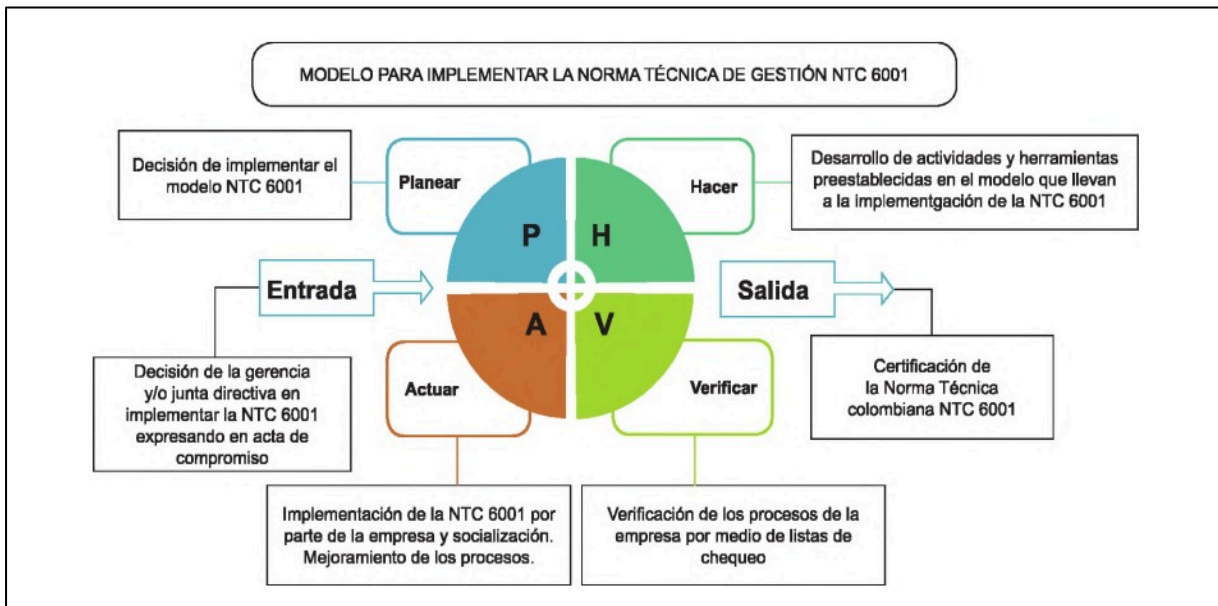 MODELO PARA IMPLEMENTAR LA NORMA TÉCNICA DE GESTIÓN NTC 6001
Decisión de implementar el
modelo NTC 6001
Planear
Hacer
Desarrollo de actividades y herramientas
preestablecidas en el modelo que llevan
a la implementgación de la NTC 6001
P
H
Entrada
Salida
A
V
Decisión de la gerencia
y/o junta directiva en
implementar la NTC 6001
expresando en acta de
compromiso
Actuar
Verificar
Certificación de
la Norma Técnica
colombiana NTC 6001
Implementación de la NTC 6001 por
parte de la empresa y socialización.
Mejoramiento de los procesos.
Verificación de los procesos de la
empresa por medio de listas de
chequeo